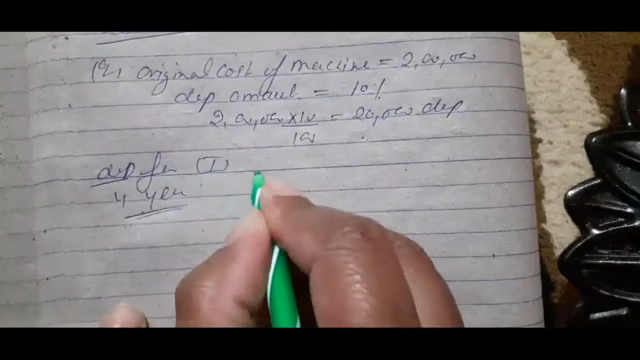 (2) original cost of machine = 2,00,000
dep amount = 10%
2,00,000 x 10 = 20,000 dep
100
dep for (I)
4 year